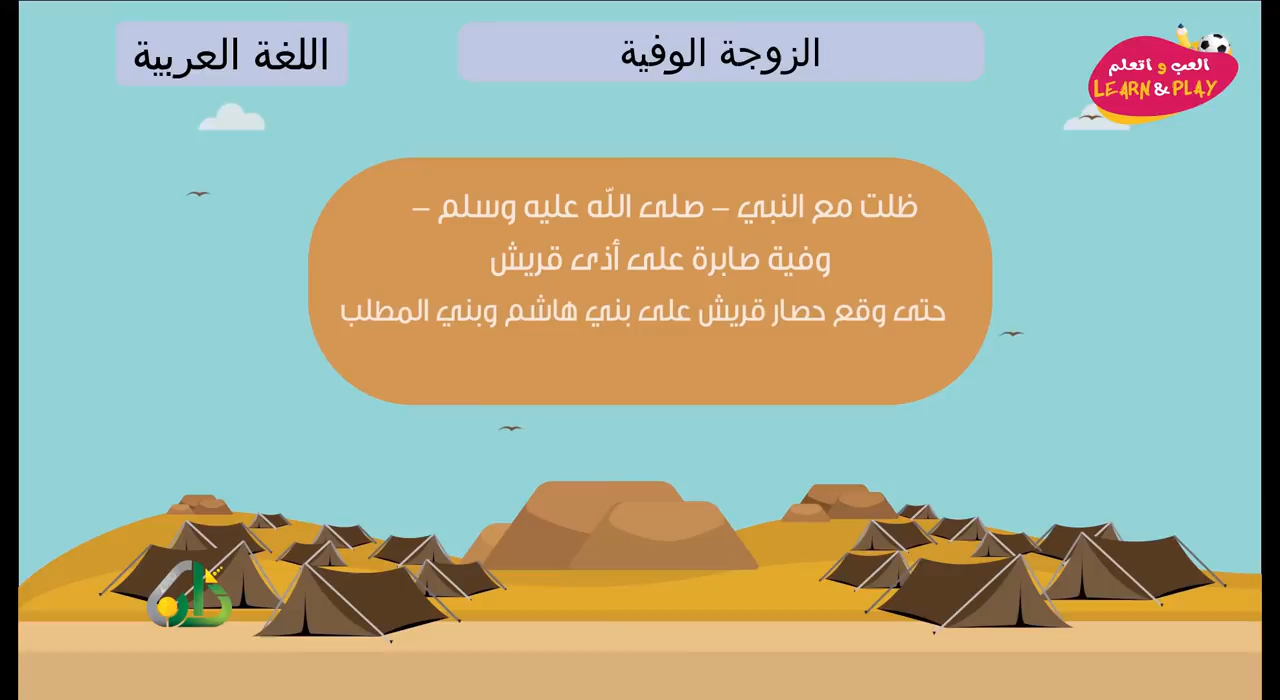 اللغة العربية
الزوجة الوفية
العب و اتعلم
LEARN & PLAY
ظلت مع النبي – صلى الله عليه وسلم –
وفية صابرة على أذى قريش
حتى وقع حصار قريش على بني هاشم وبني المطلب